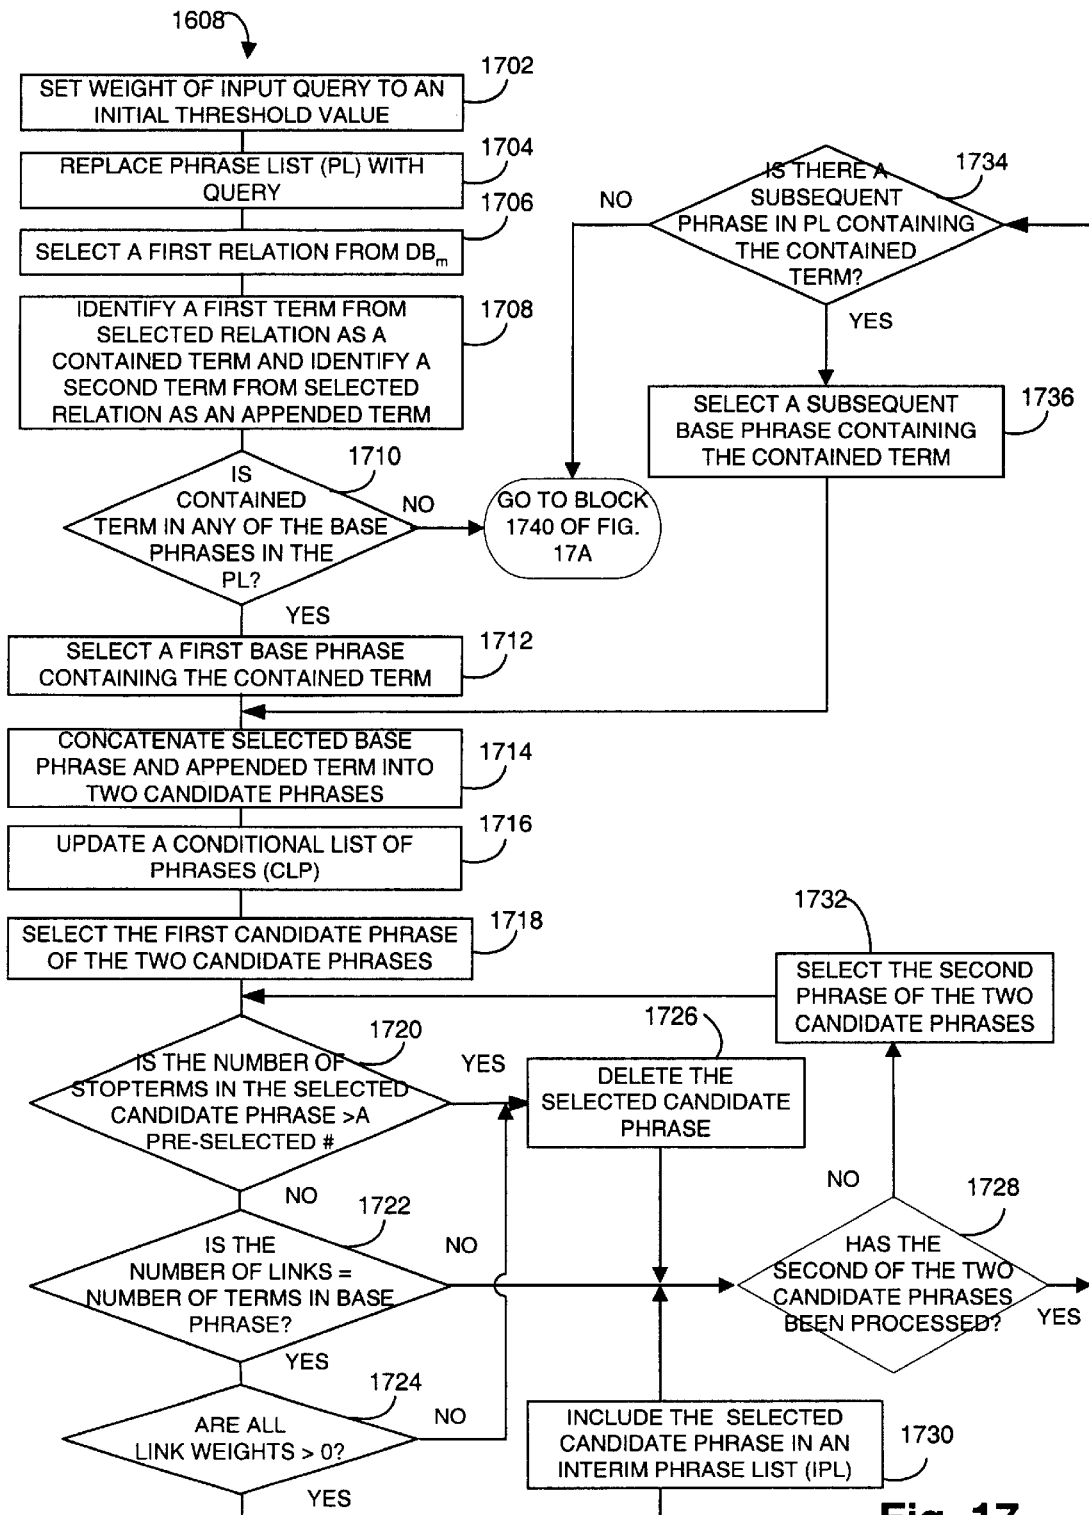 1608
1702
SET WEIGHT OF INPUT QUERY TO AN
INITIAL THRESHOLD VALUE
1704
REPLACE PHRASE LIST (PL) WITH
QUERY
1706
SELECT A FIRST RELATION FROM DBm
1708
IDENTIFY A FIRST TERM FROM
SELECTED RELATION AS A
CONTAINED TERM AND IDENTIFY A
SECOND TERM FROM SELECTED
RELATION AS AN APPENDED TERM
1710
IS
CONTAINED
TERM IN ANY OF THE BASE
PHRASES IN THE
PL?
NO
YES
GO TO BLOCK
1740 OF FIG.
17A
1734
IS THERE A
SUBSEQUENT
PHRASE IN PL CONTAINING
THE CONTAINED
TERM?
NO
YES
1736
SELECT A SUBSEQUENT
BASE PHRASE CONTAINING
THE CONTAINED TERM
1712
SELECT A FIRST BASE PHRASE
CONTAINING THE CONTAINED TERM
1714
CONCATENATE SELECTED BASE
PHRASE AND APPENDED TERM INTO
TWO CANDIDATE PHRASES
1716
UPDATE A CONDITIONAL LIST OF
PHRASES (CLP)
1718
SELECT THE FIRST CANDIDATE PHRASE
OF THE TWO CANDIDATE PHRASES
1732
SELECT THE SECOND
PHRASE OF THE TWO
CANDIDATE PHRASES
1720
IS THE NUMBER OF
STOPTERMS IN THE SELECTED
CANDIDATE PHRASE >A
PRE-SELECTED #
YES
NO
1726
DELETE THE
SELECTED CANDIDATE
PHRASE
1722
IS THE
NUMBER OF LINKS =
NUMBER OF TERMS IN BASE
PHRASE?
NO
YES
1728
HAS THE
SECOND OF THE TWO
CANDIDATE PHRASES
BEEN PROCESSED?
NO
YES
1724
ARE ALL
LINK WEIGHTS > 0?
NO
YES
1730
INCLUDE THE SELECTED
CANDIDATE PHRASE IN AN
INTERIM PHRASE LIST (IPL)
Fig. 17